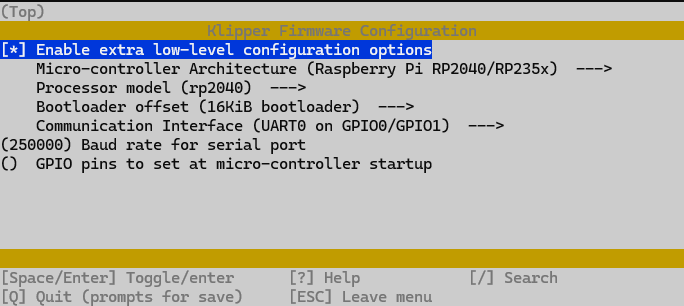 (Top)
Klipper Firmware Configuration
[*] Enable extra low-level configuration options
Micro-controller Architecture (Raspberry Pi RP2040/RP235x)  --->
Processor model (rp2040)  --->
Bootloader offset (16KiB bootloader)  --->
Communication Interface (UART0 on GPIO0/GPIO1)  --->
(250000) Baud rate for serial port
()  GPIO pins to set at micro-controller startup
[Space/Enter] Toggle/enter      [?] Help            [/] Search
[Q] Quit (prompts for save)     [ESC] Leave menu